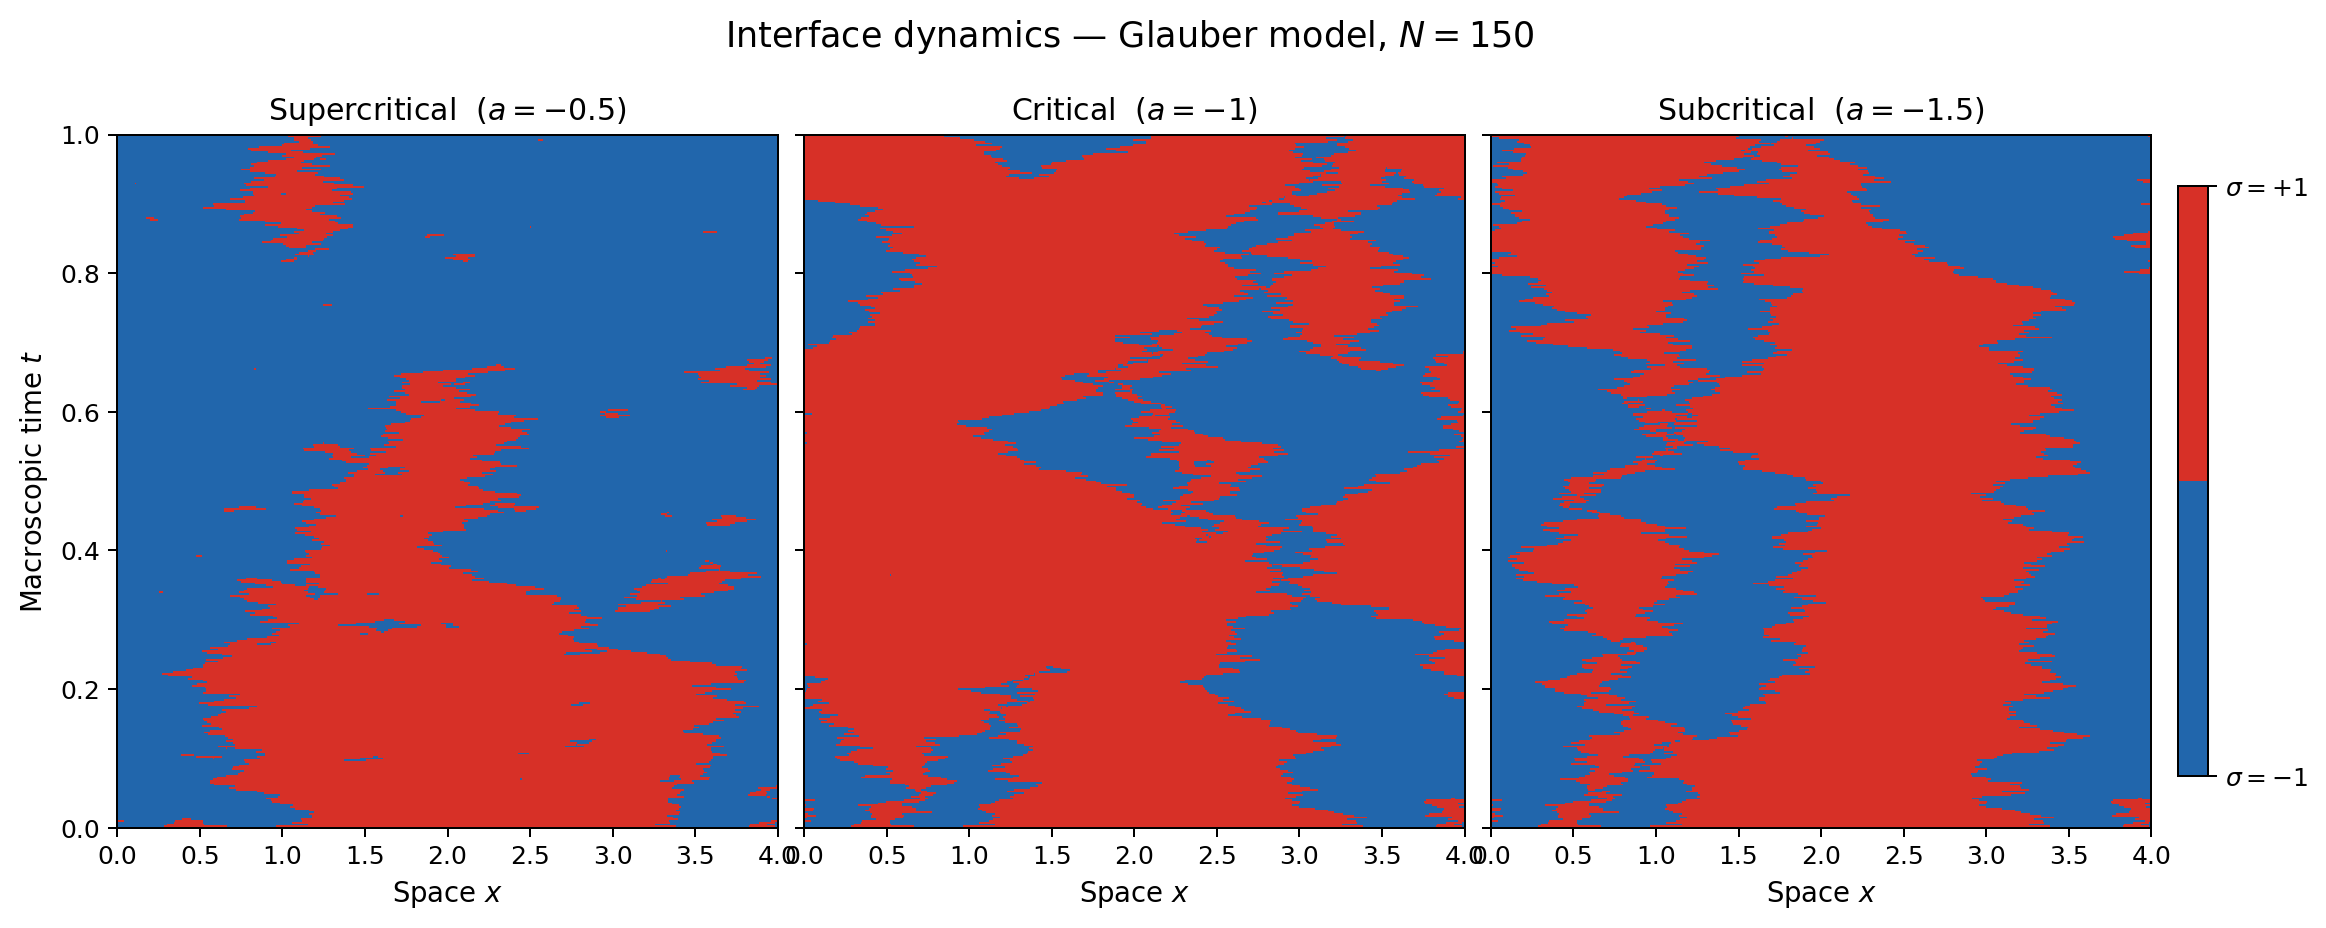 Interface dynamics — Glauber model, N = 150
Supercritical (a = −0.5)
Critical (a = −1)
Subcritical (a = −1.5)
Macroscopic time t
1.0
0.8
0.6
0.4
0.2
0.0
0.0 0.5 1.0 1.5 2.0 2.5 3.0 3.5 4.0
0.0 0.5 1.0 1.5 2.0 2.5 3.0 3.5 4.0
0.0 0.5 1.0 1.5 2.0 2.5 3.0 3.5 4.0
Space x
Space x
Space x
σ = +1
σ = −1